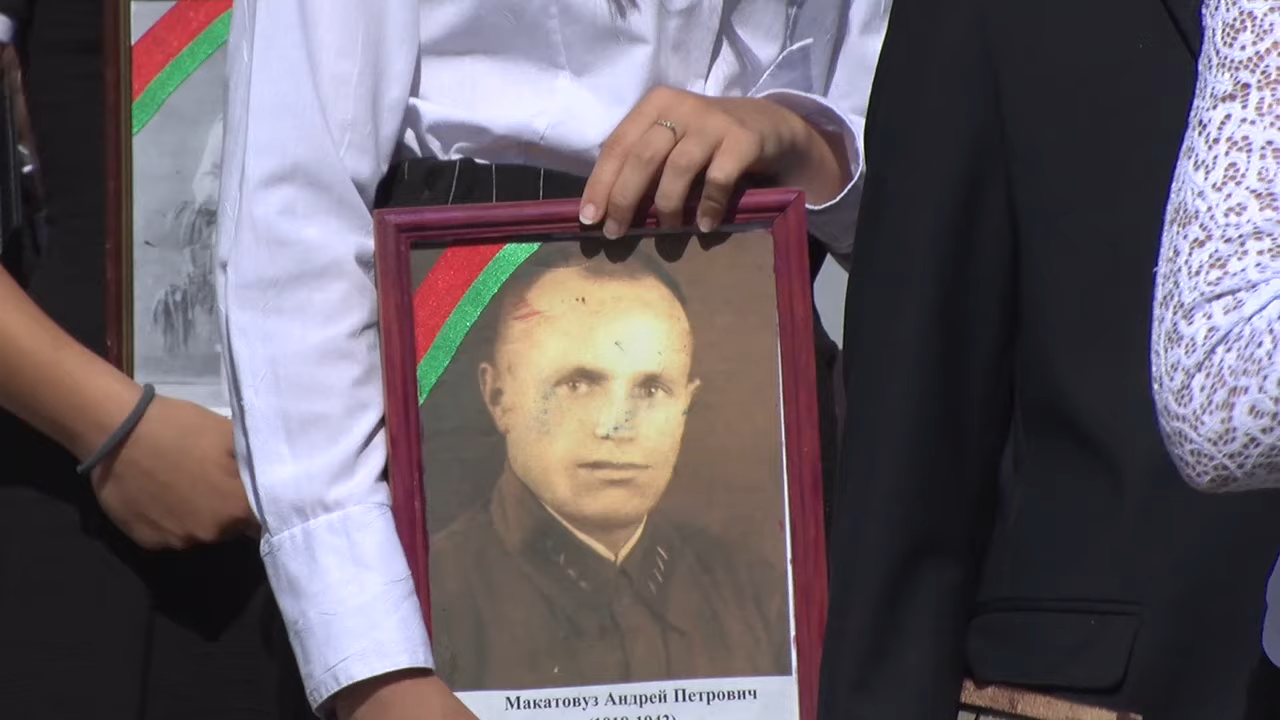 Макатовуз Андрей Петрович